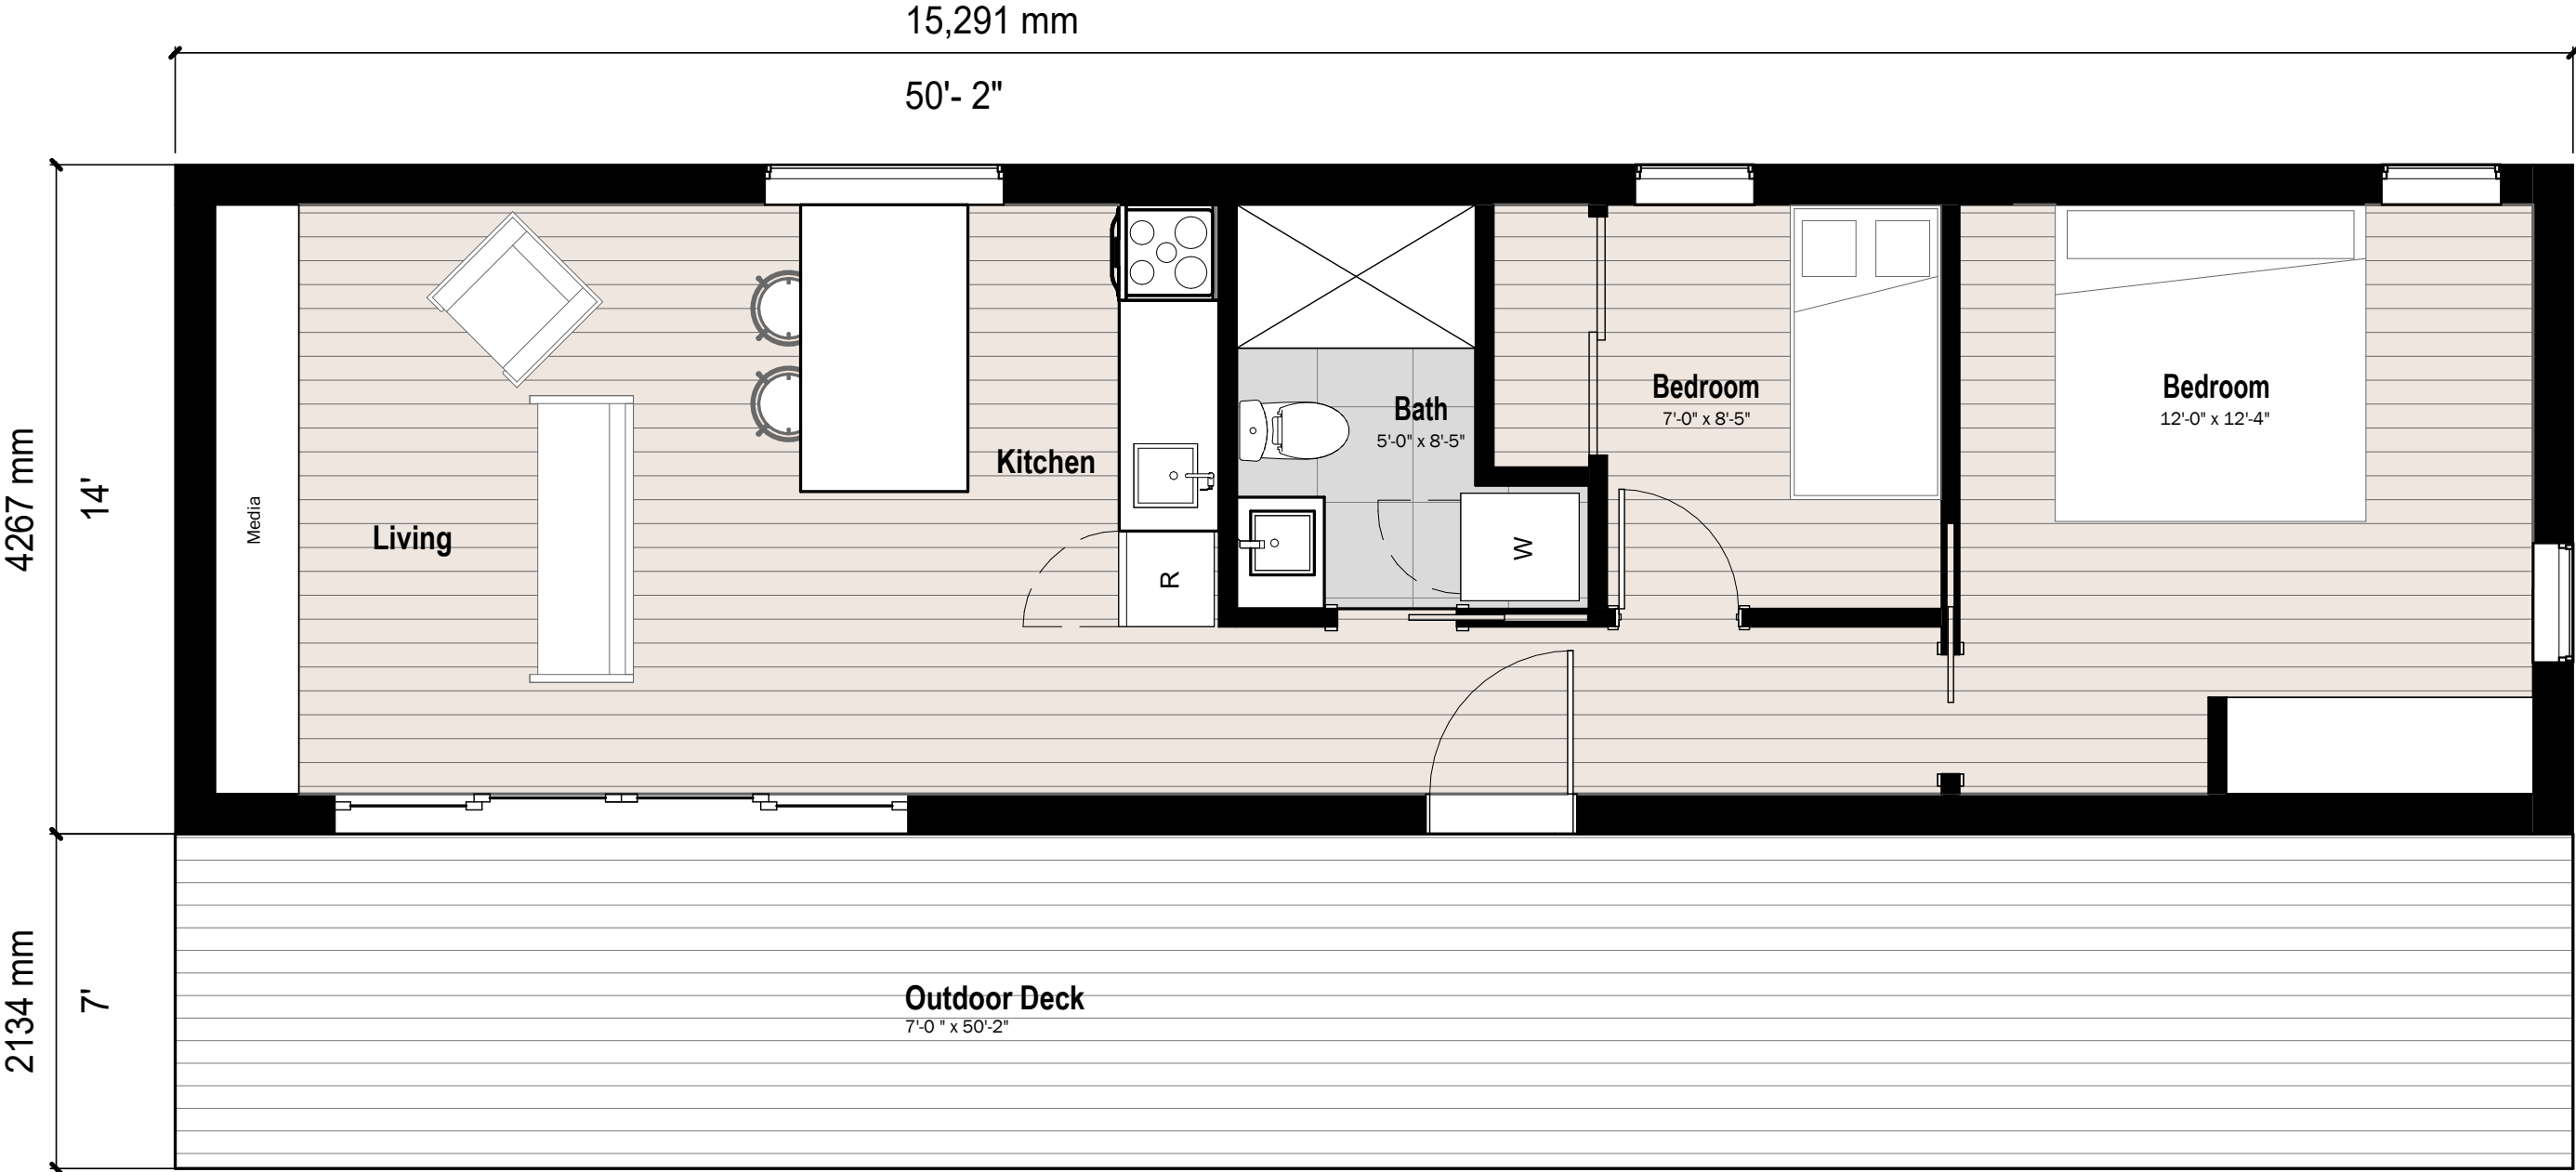 15,291 mm
50'- 2"
4267 mm
14'
Media
Living
Kitchen
R
Bath
5'-0" x 8'-5"
W
Bedroom
7'-0" x 8'-5"
Bedroom
12'-0" x 12'-4"
2134 mm
7'
Outdoor Deck
7'-0 " x 50'-2"